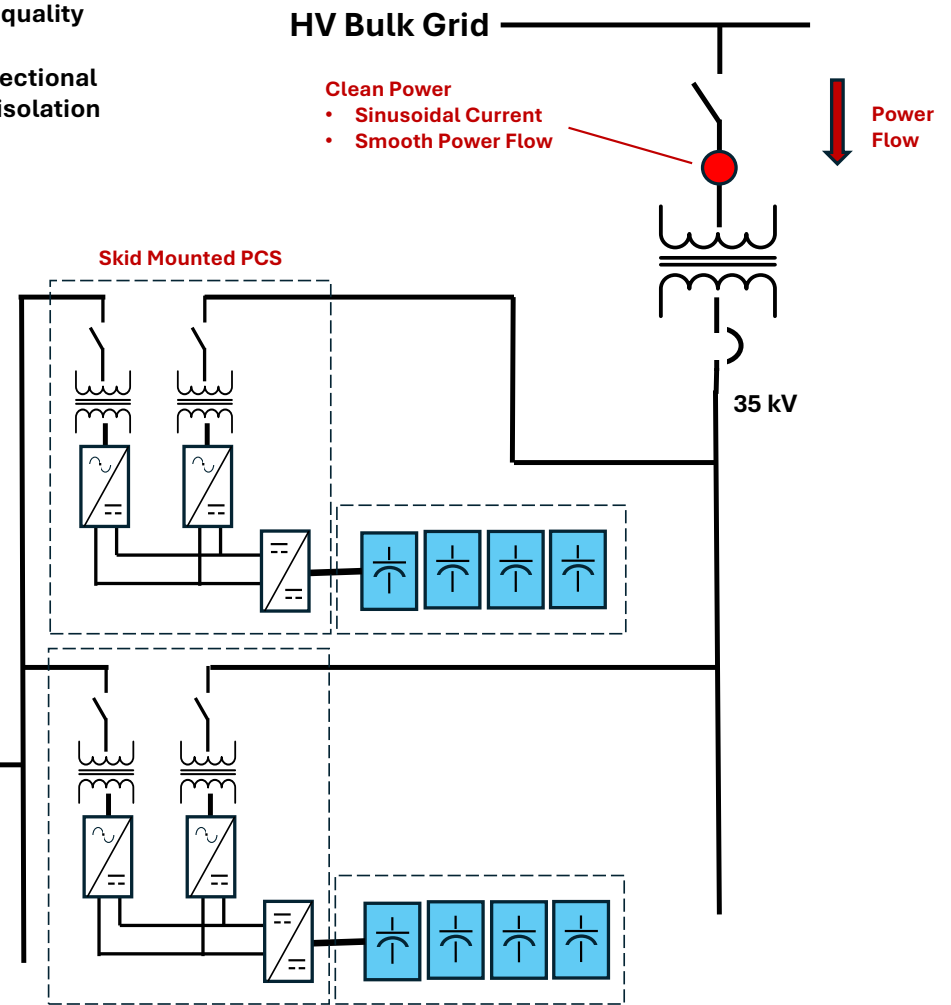 quality
HV Bulk Grid
ectional
isolation
Clean Power
• Sinusoidal Current
• Smooth Power Flow
Power
Flow
Skid Mounted PCS
35 kV